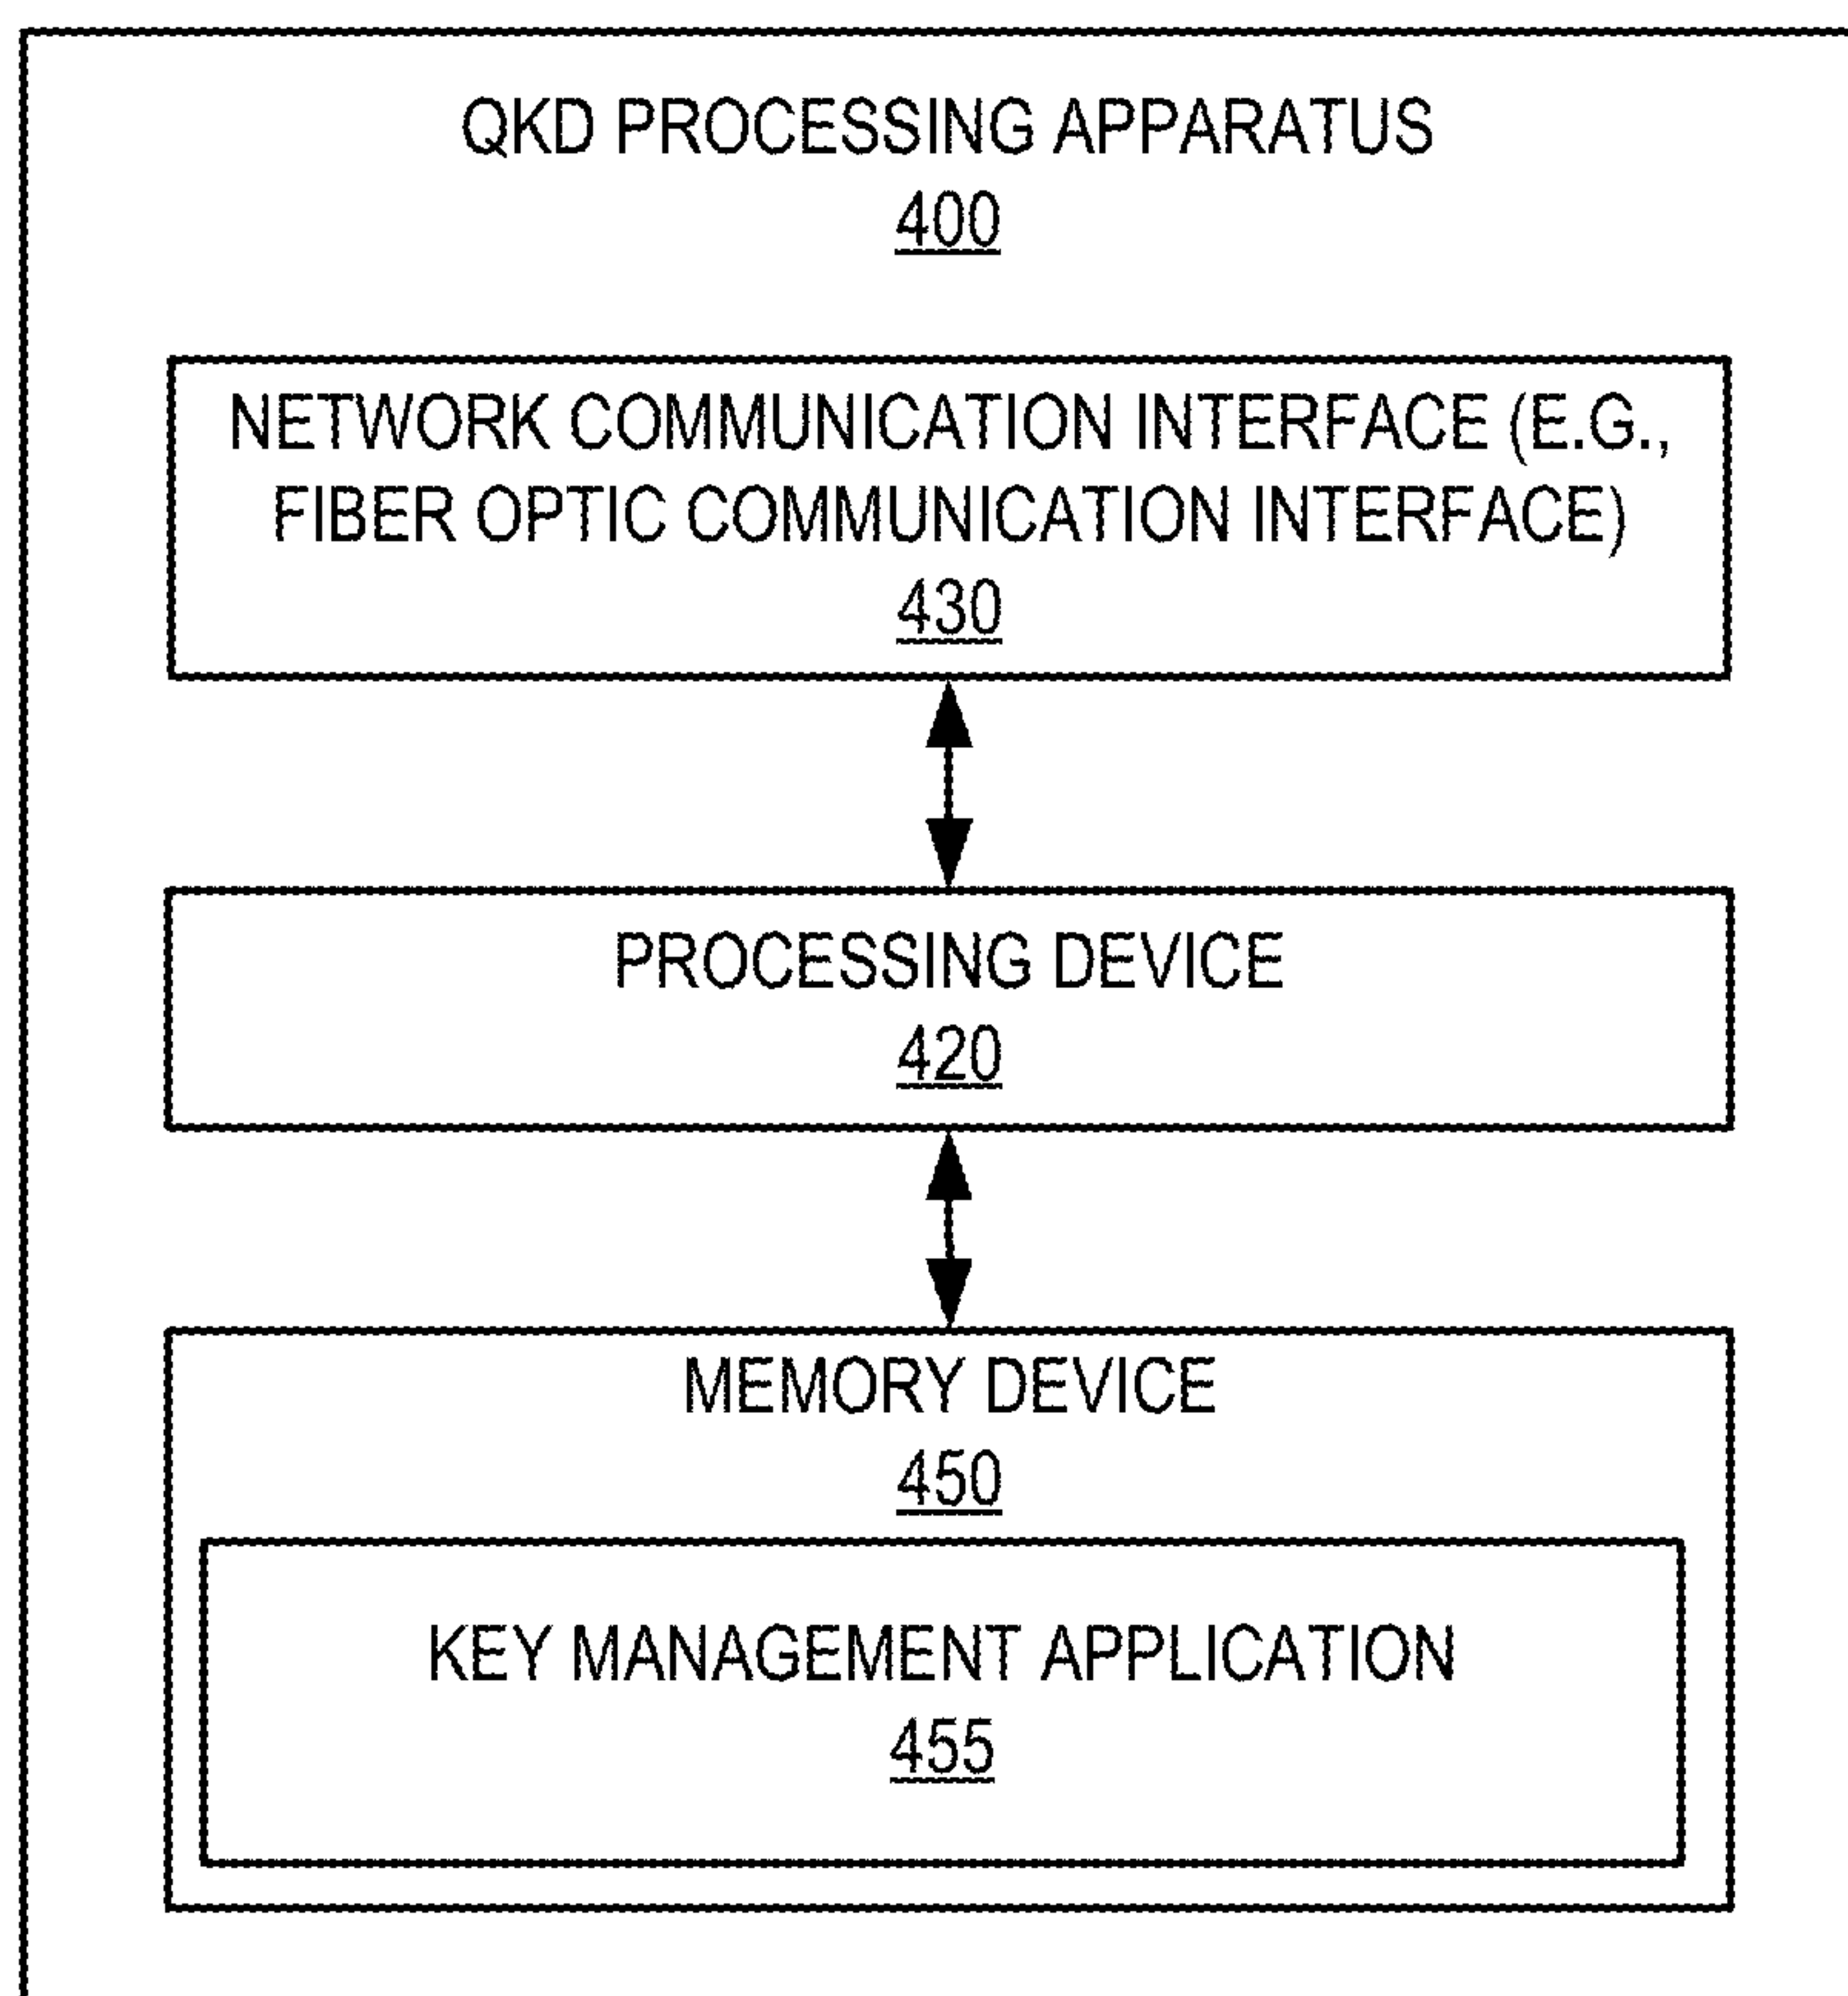 QKD PROCESSING APPARATUS
400
NETWORK COMMUNICATION INTERFACE (E.G.,
FIBER OPTIC COMMUNICATION INTERFACE)
430
PROCESSING DEVICE
420
MEMORY DEVICE
450
KEY MANAGEMENT APPLICATION
455